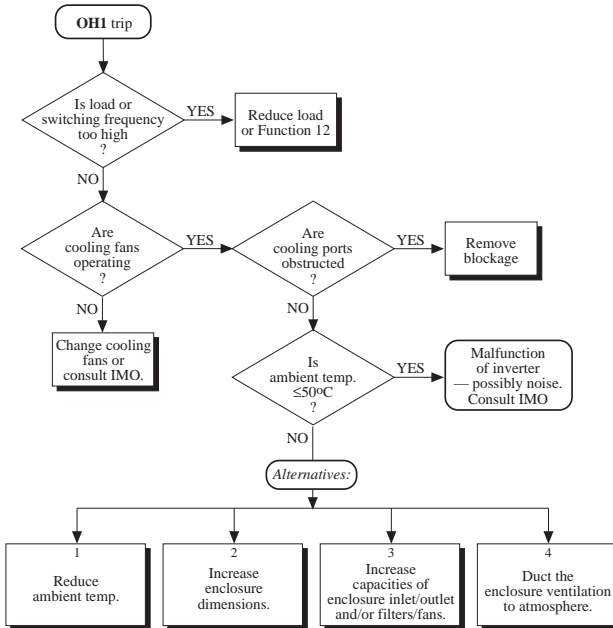 OH1 trip
Is load or
switching frequency
too high
?
YES
Reduce load
or Function 12
NO
Are
cooling fans
operating
?
YES
Are
cooling ports
obstructed
?
YES
Remove
blockage
NO
Change cooling
fans or
consult IMO.
NO
Is
ambient temp.
≤50ºC
?
YES
Malfunction
of inverter
— possibly noise.
Consult IMO
NO
Alternatives:
1
Reduce
ambient temp.
2
Increase
enclosure
dimensions.
3
Increase
capacities of
enclosure inlet/outlet
and/or filters/fans.
4
Duct the
enclosure ventilation
to atmosphere.